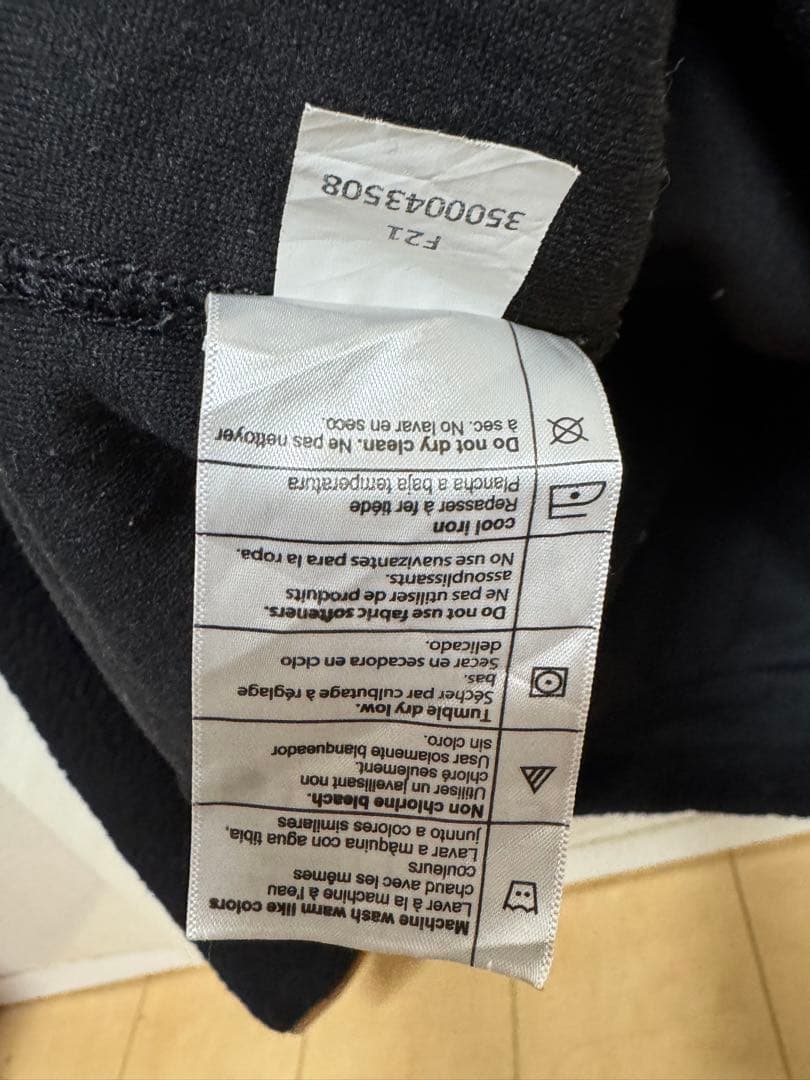 Machine wash warm like colors
Laver à la machine à l'eau
chaud avec les mêmes
couleurs
Lavar a màquina con agua tibia,
junnto a colores similares
Non chlorine bleach.
Utiliser un javellisant non
chloré seulement.
Usar solamente blanqueador
sin cloro.
Tumble dry low.
Sécher par culbutage à réglage
bas.
Secar en secadora en ciclo
delicado.
Do not use fabric softeners.
Ne pas utiliser de produits
assouplissants.
No use suavizantes para la ropa.
cool iron
Repasser à fer tiéde
Plancha a baja temperatura
Do not dry clean. Ne pas nettoyer
à sec. No lavar en seco.
F21
3500043508